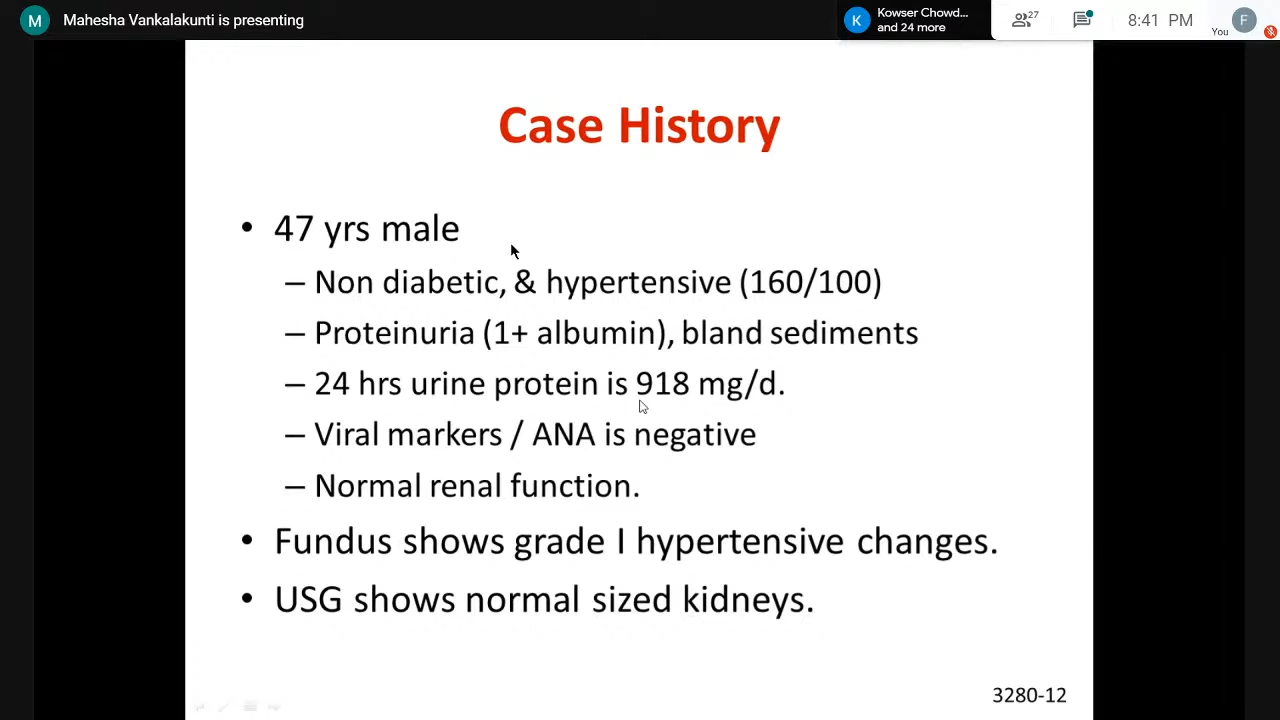 M
Mahesha Vankalakunti is presenting
K
Kowser Chowd...
and 24 more
27
8:41 PM
You
F
Case History
• 47 yrs male
– Non diabetic, & hypertensive (160/100)
– Proteinuria (1+ albumin), bland sediments
– 24 hrs urine protein is 918 mg/d.
– Viral markers / ANA is negative
– Normal renal function.
• Fundus shows grade I hypertensive changes.
• USG shows normal sized kidneys.
3280-12